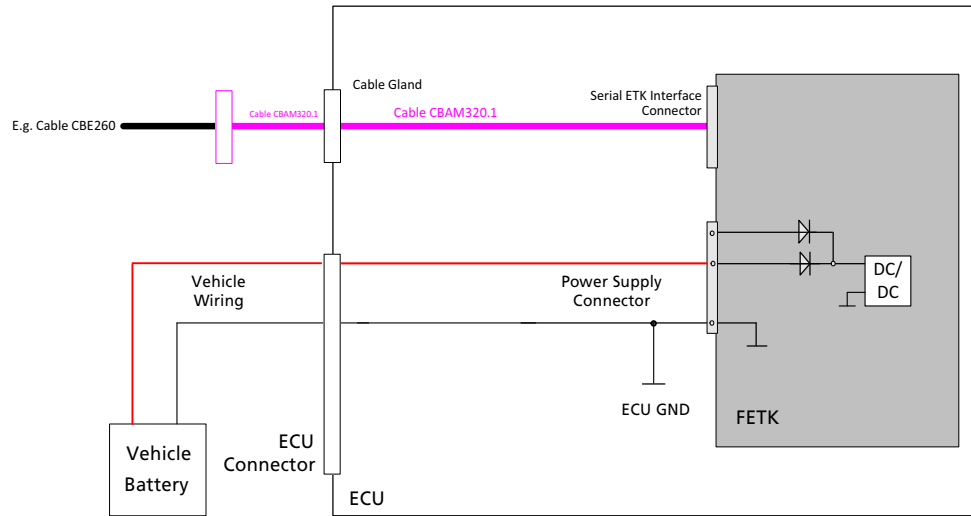 Cable Gland
Serial ETK Interface
Connector
E.g. Cable CBE260
Cable CBAM320.1
Cable CBAM320.1
Vehicle
Wiring
Power Supply
Connector
DC/
DC
ECU GND
FETK
ECU
Connector
Vehicle
Battery
ECU